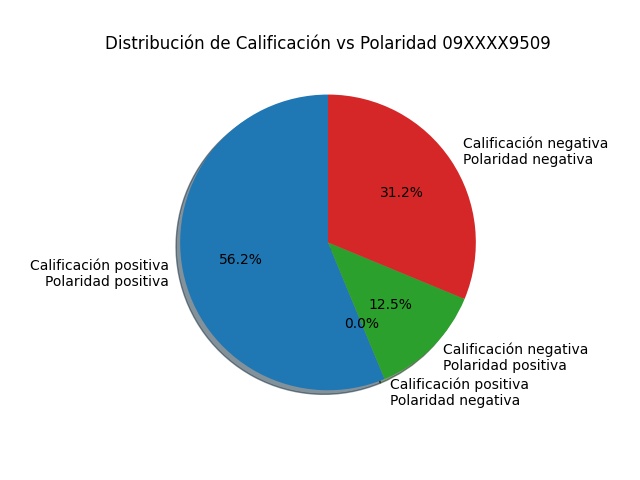 Distribución de Calificación vs Polaridad 09XXXX9509
Calificación negativa
Polaridad negativa
31.2%
56.2%
Calificación positiva
Polaridad positiva
12.5%
0.0%
Calificación negativa
Polaridad positiva
Calificación positiva
Polaridad negativa